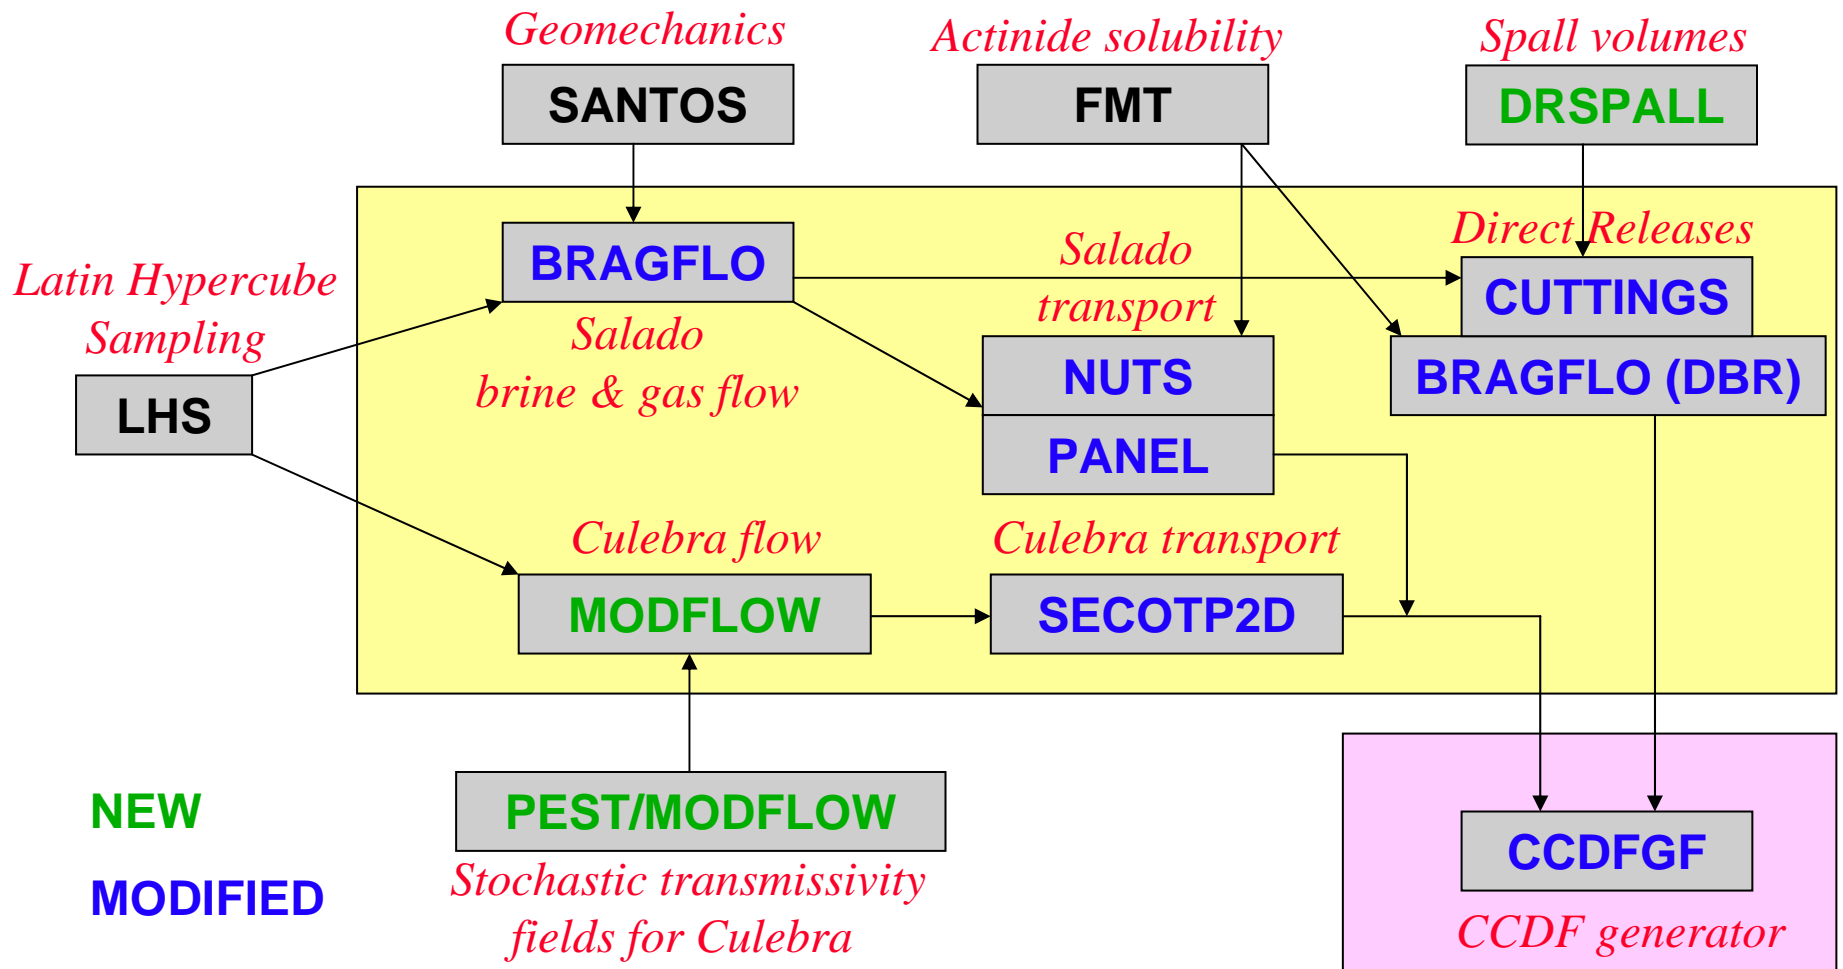 Geomechanics
SANTOS
Actinide solubility
FMT
Spall volumes
DRSPALL
Latin Hypercube
Sampling
LHS
BRAGFLO
Salado
brine & gas flow
Salado
transport
NUTS
PANEL
Direct Releases
CUTTINGS
BRAGFLO (DBR)
Culebra flow
MODFLOW
Culebra transport
SECOTP2D
NEW
MODIFIED
PEST/MODFLOW
Stochastic transmissivity
fields for Culebra
CCDFGF
CCDF generator